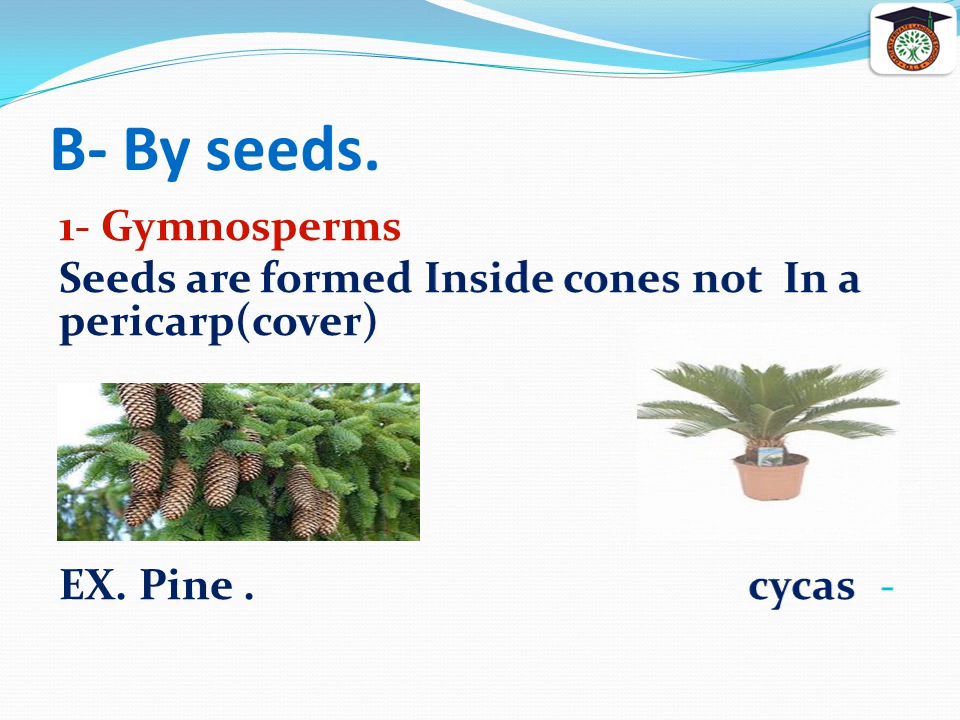 B- By seeds.
1- Gymnosperms
Seeds are formed Inside cones not In a
pericarp(cover)
EX. Pine . cycas -